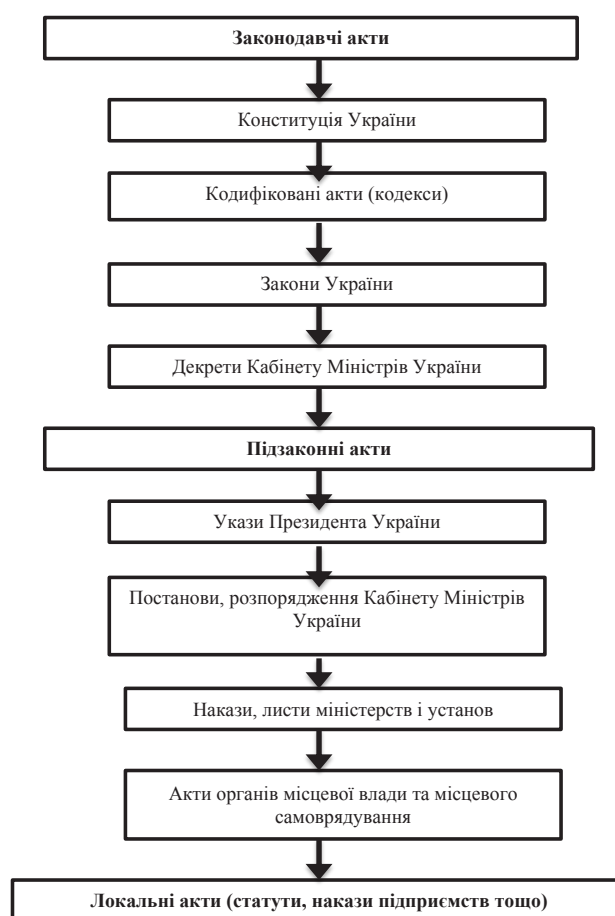 Законодавчі акти
Конституція України
Кодифіковані акти (кодекси)
Закони України
Декрети Кабінету Міністрів України
Підзаконні акти
Укази Президента України
Постанови, розпорядження Кабінету Міністрів
України
Накази, листи міністерств і установ
Акти органів місцевої влади та місцевого
самоврядування
Локальні акти (статути, накази підприємств тощо)